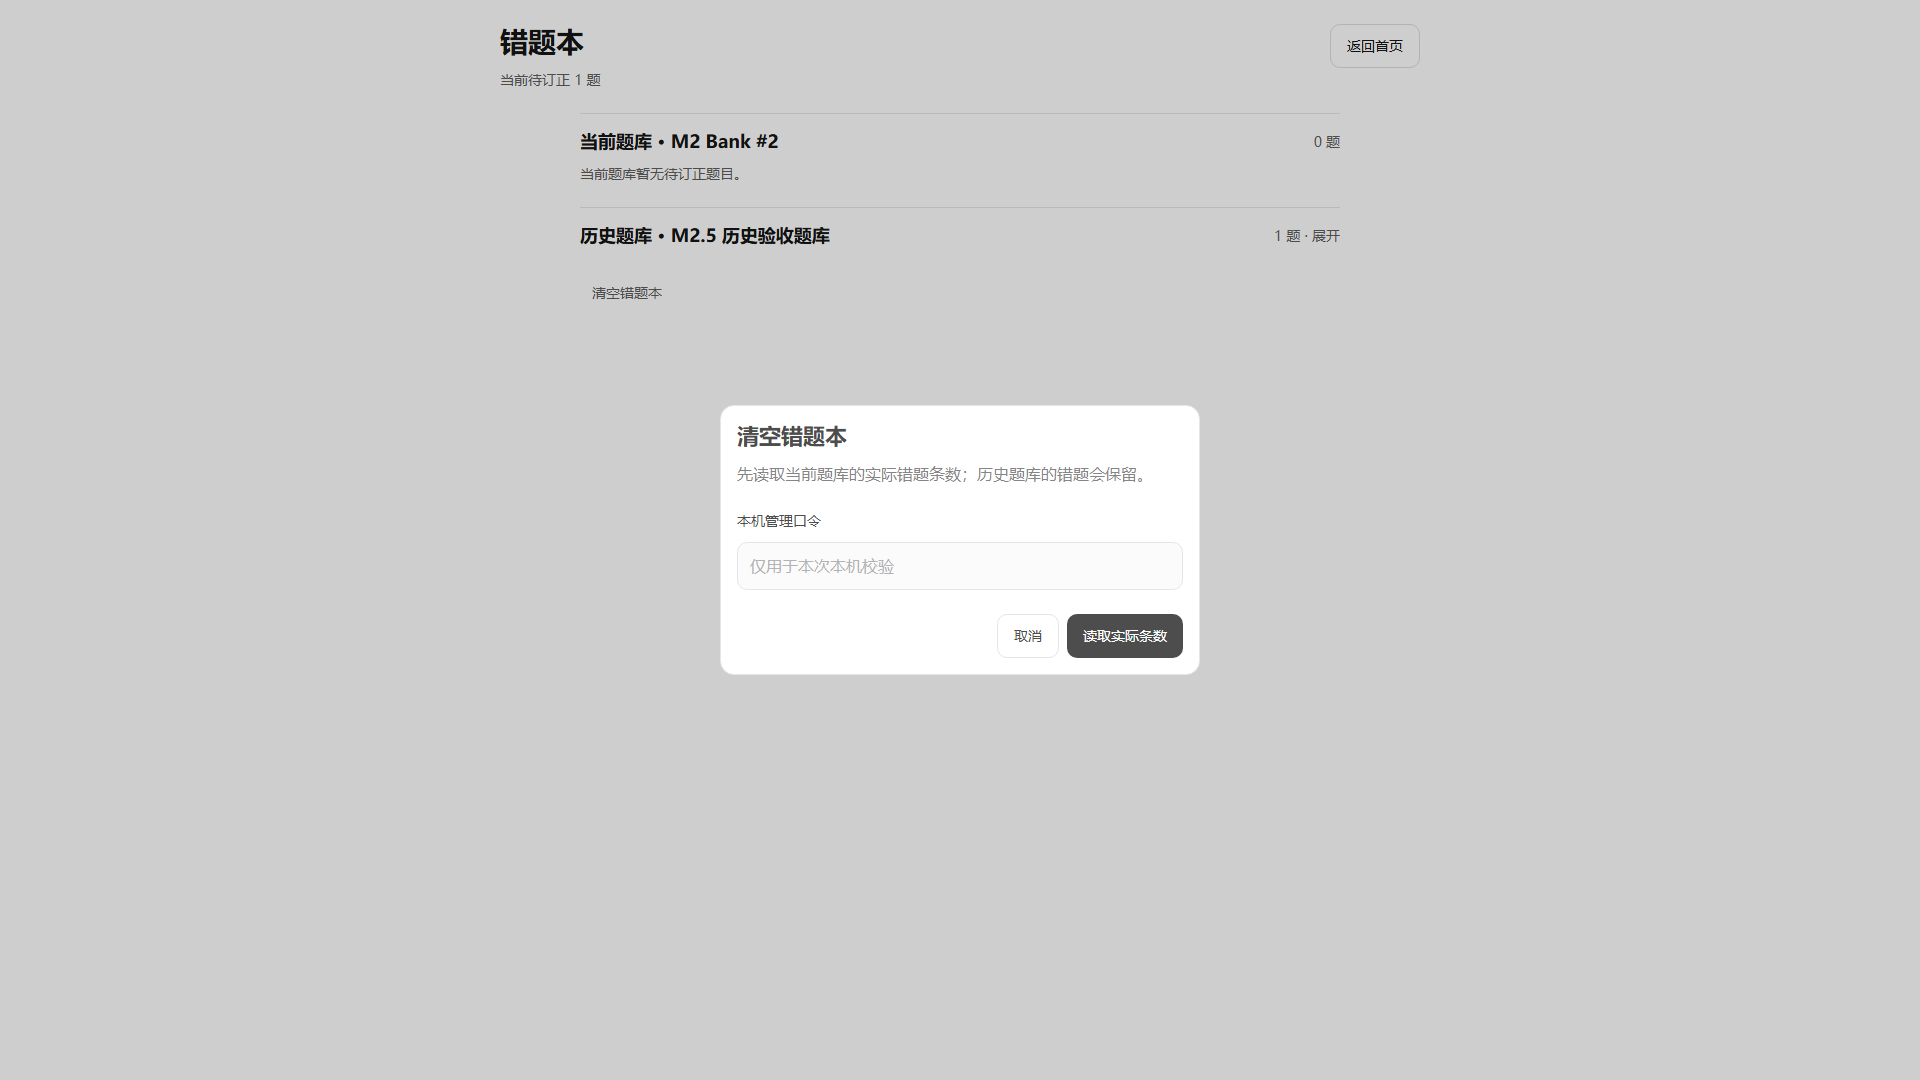 错题本
返回首页
当前待订正 1 题
当前题库 • M2 Bank #2
0 题
当前题库暂无待订正题目。
历史题库 • M2.5 历史验收题库
1 题 · 展开
清空错题本
清空错题本
先读取当前题库的实际错题条数；历史题库的错题会保留。
本机管理口令
仅用于本次本机校验
取消
读取实际条数